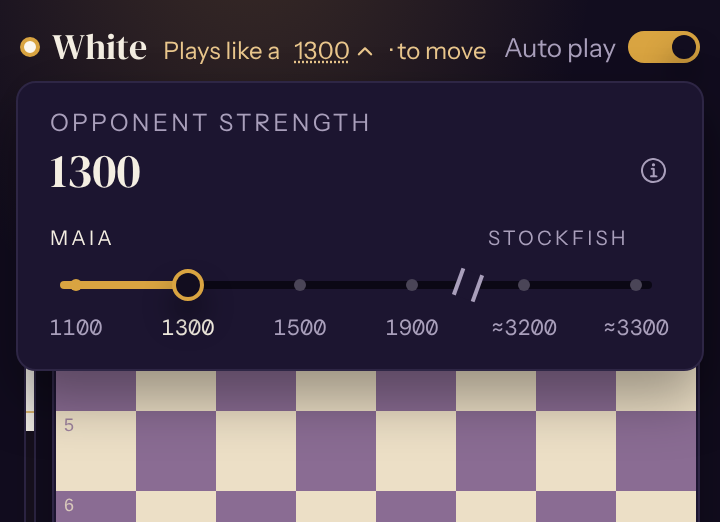 White Plays like a 1300 · to move Auto play
OPPONENT STRENGTH
1300
MAIA STOCKFISH
1100 1300 1500 1900 ≈3200 ≈3300
5
6